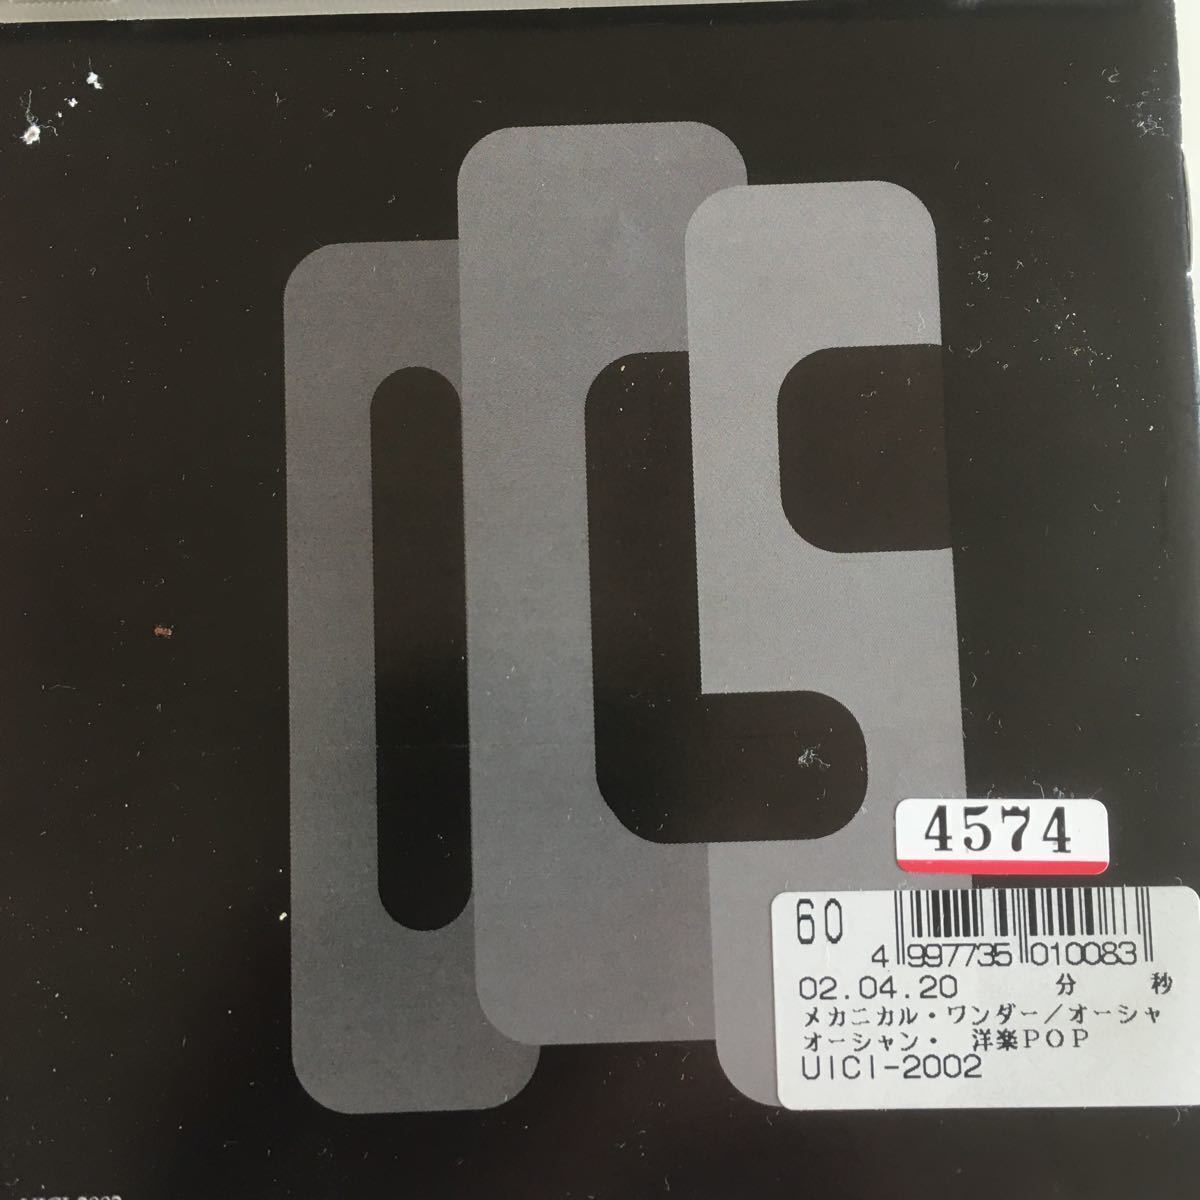 4574
60
4 997735 010083
02.04.20 分 秒
メカニカル・ワンダー/オーシャ
オーシャン・ 洋楽POP
UICI-2002